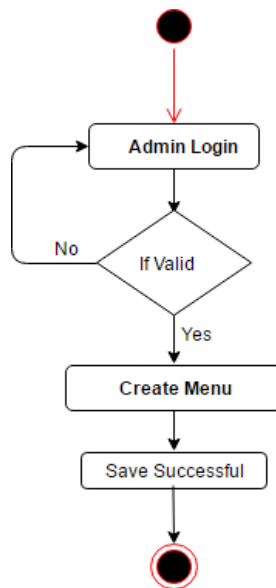 Admin Login
If Valid
No
Yes
Create Menu
Save Successful